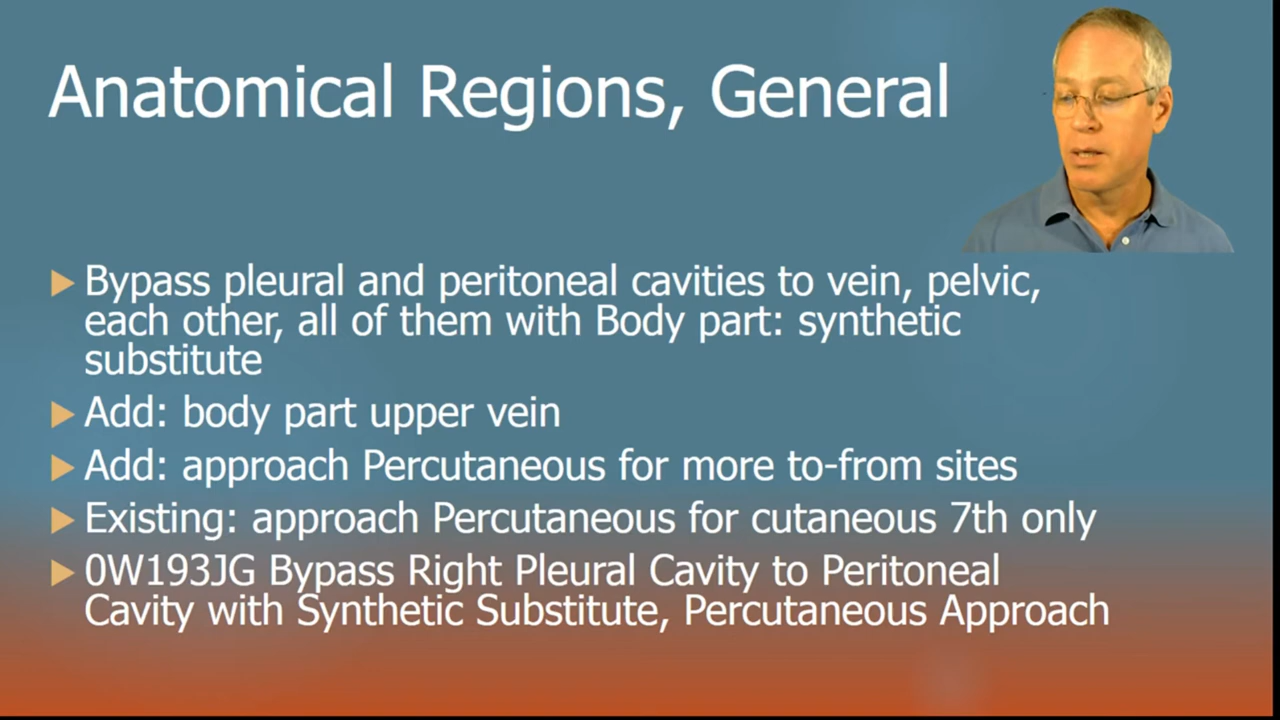 Anatomical Regions, General
Bypass pleural and peritoneal cavities to vein, pelvic,
each other, all of them with Body part: synthetic
substitute
Add: body part upper vein
Add: approach Percutaneous for more to-from sites
Existing: approach Percutaneous for cutaneous 7th only
0W193JG Bypass Right Pleural Cavity to Peritoneal
Cavity with Synthetic Substitute, Percutaneous Approach